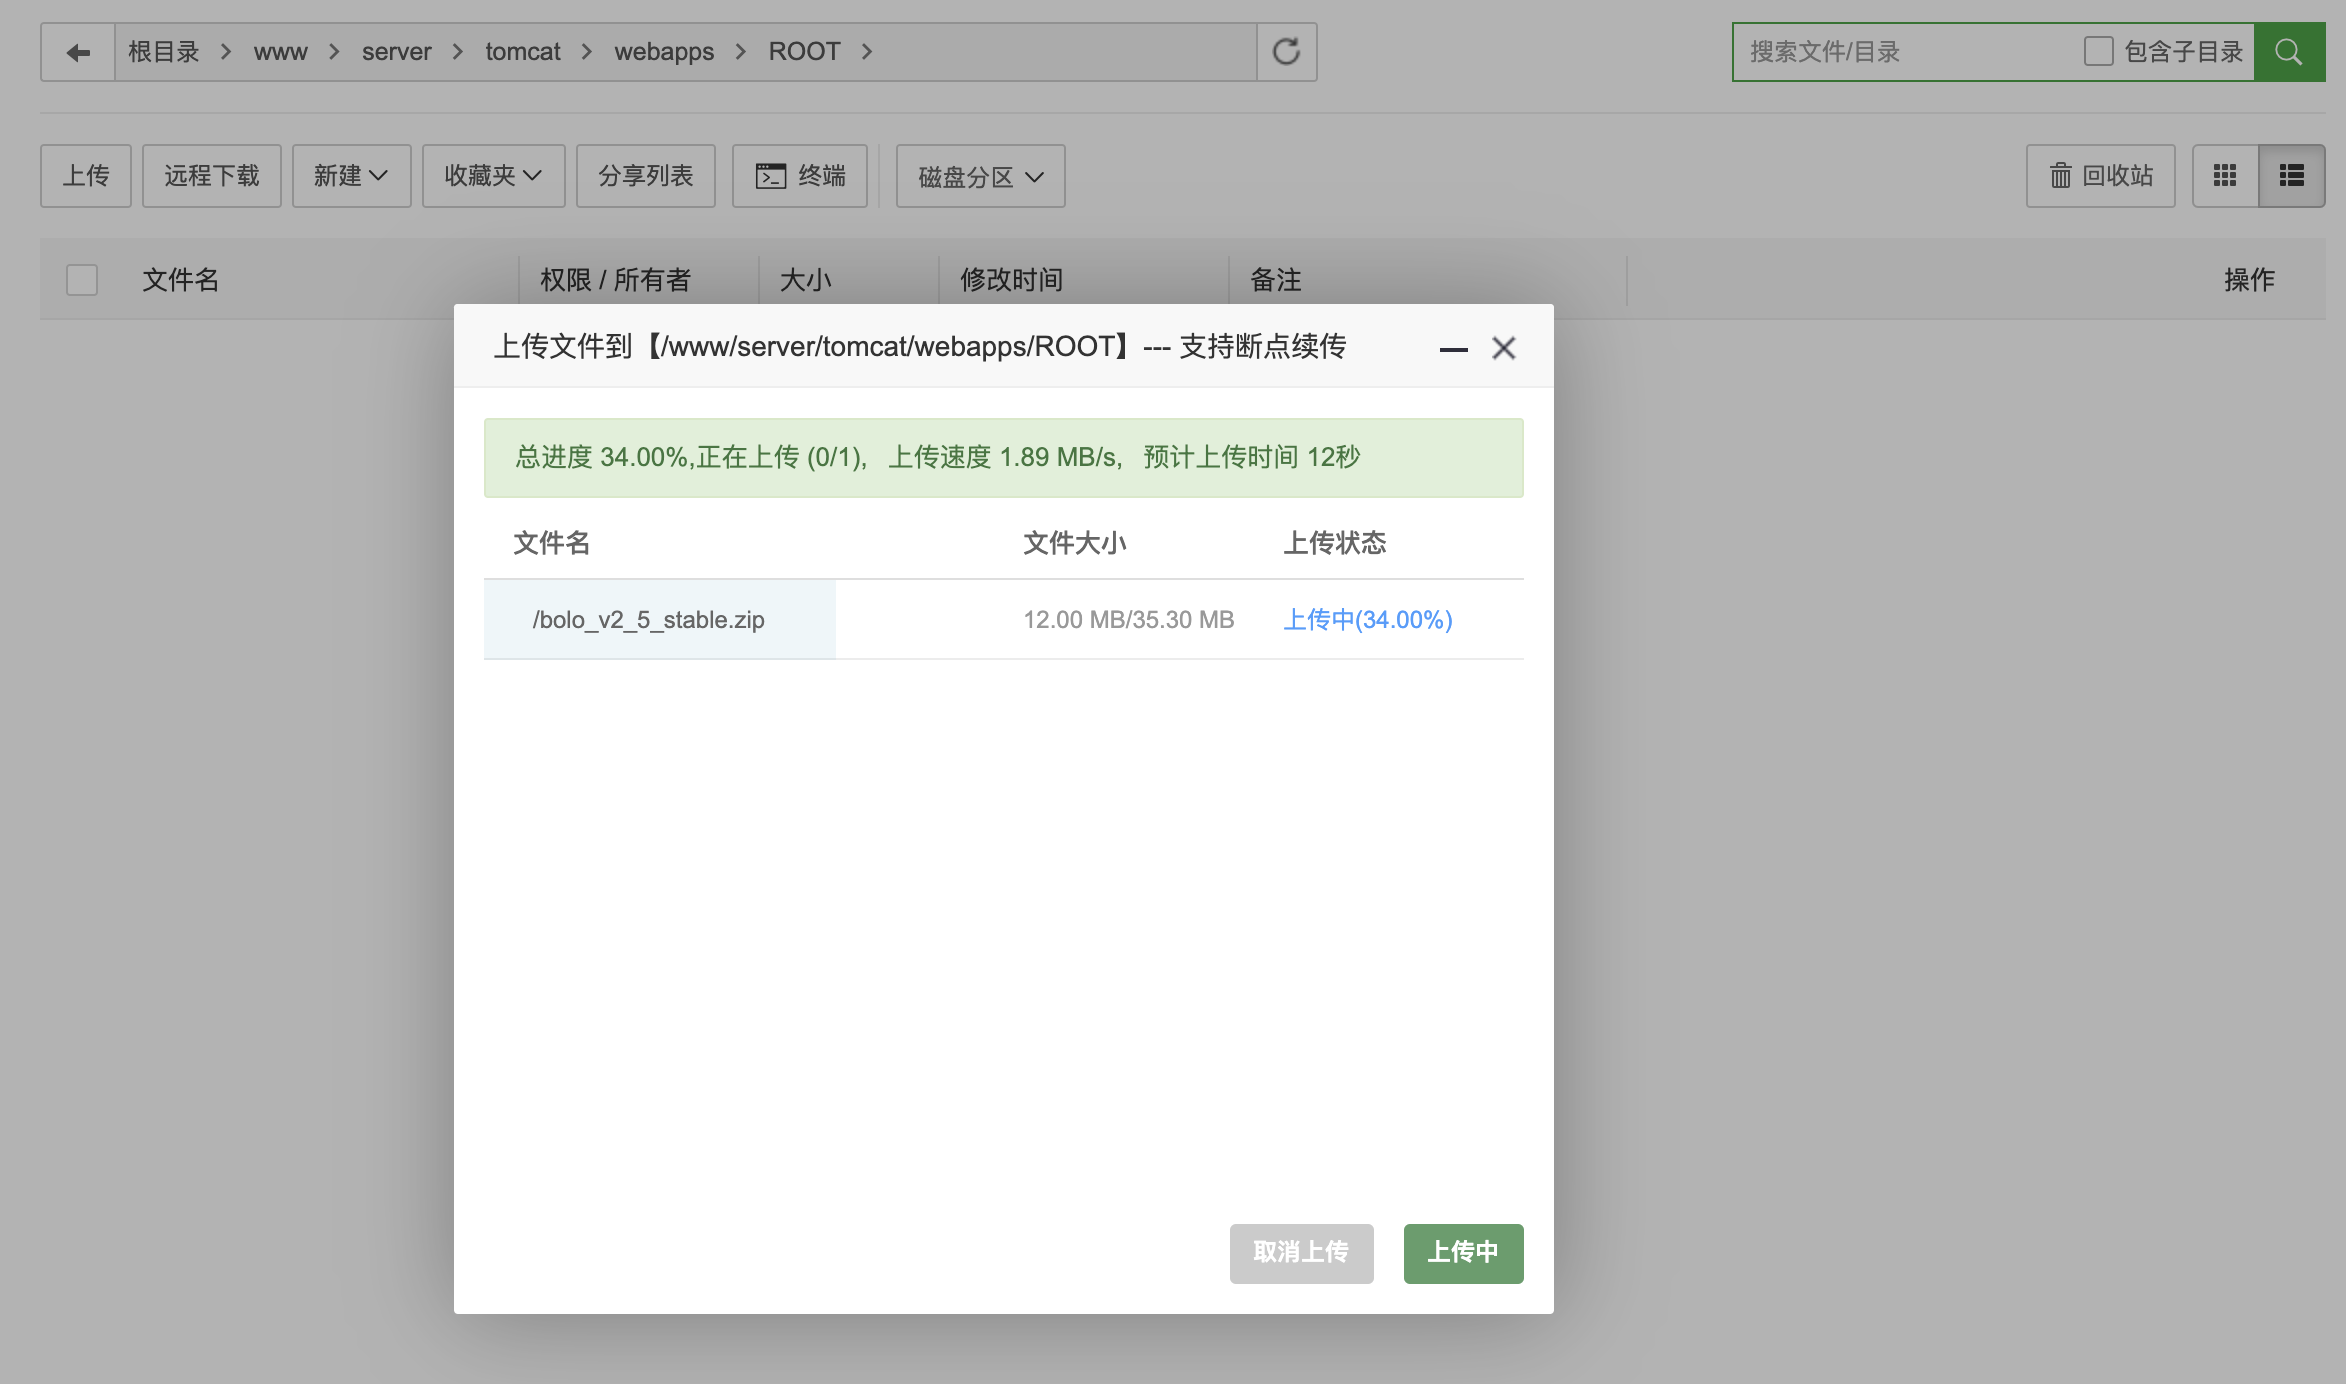 根目录 > www > server > tomcat > webapps > ROOT >
搜索文件/目录 包含子目录
上传 远程下载 新建 收藏夹 分享列表 终端 磁盘分区 回收站
文件名 权限 / 所有者 大小 修改时间 备注 操作
上传文件到【/www/server/tomcat/webapps/ROOT】--- 支持断点续传
总进度 34.00%,正在上传 (0/1), 上传速度 1.89 MB/s, 预计上传时间 12秒
文件名 文件大小 上传状态
/bolo_v2_5_stable.zip 12.00 MB/35.30 MB 上传中(34.00%)
取消上传 上传中